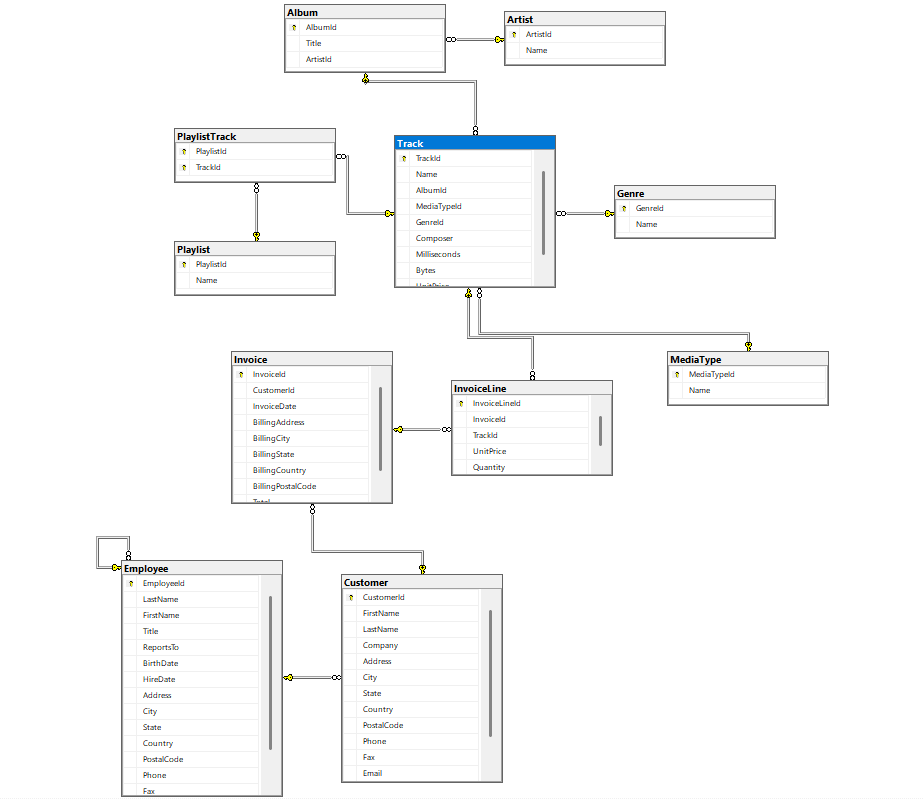 Album
AlbumId
Title
ArtistId
Artist
ArtistId
Name
PlaylistTrack
PlaylistId
TrackId
Track
TrackId
Name
AlbumId
MediaTypeId
GenreId
Composer
Milliseconds
Bytes
UnitPrice
Genre
GenreId
Name
Playlist
PlaylistId
Name
Invoice
InvoiceId
CustomerId
InvoiceDate
BillingAddress
BillingCity
BillingState
BillingCountry
BillingPostalCode
Total
InvoiceLine
InvoiceLineId
InvoiceId
TrackId
UnitPrice
Quantity
MediaType
MediaTypeId
Name
Employee
EmployeeId
LastName
FirstName
Title
ReportsTo
BirthDate
HireDate
Address
City
State
Country
PostalCode
Phone
Fax
Customer
CustomerId
FirstName
LastName
Company
Address
City
State
Country
PostalCode
Phone
Fax
Email